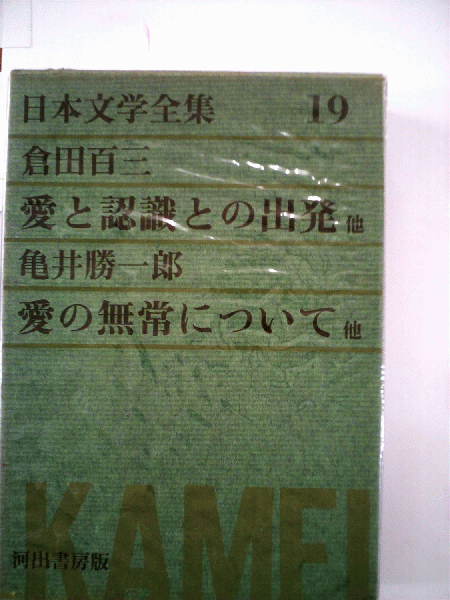 日本文学全集 19
倉田百三
愛と認識との出発 他
亀井勝一郎
愛の無常について 他
KAMEI
河出書房版